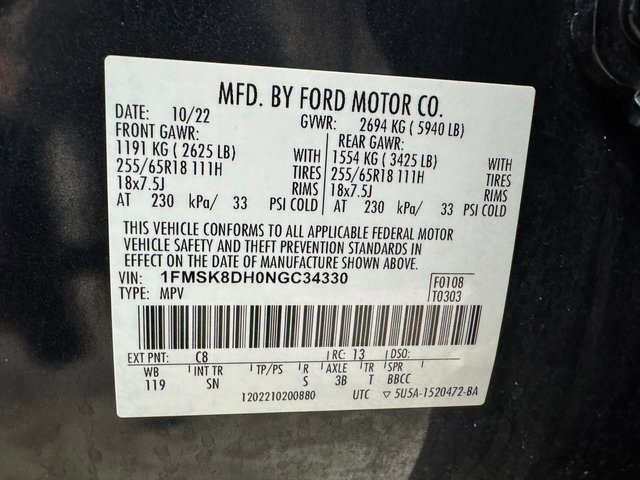 MFD. BY FORD MOTOR CO.
10/22 GVWR: 2694 KG ( 5940 LB)
FRONT GAWR: REAR GAWR:
1191 KG ( 2625 LB) WITH 1554 KG ( 3425 LB) WITH
255/65R18 111H TIRES 255/65R18 111H TIRES
18x7.5J RIMS 18x7.5J RIMS
AT 230 kPa/ 33 PSI COLD AT 230 kPa/ 33 PSI COLD
THIS VEHICLE CONFORMS TO ALL APPLICABLE FEDERAL MOTOR
VEHICLE SAFETY AND THEFT PREVENTION STANDARDS IN
EFFECT ON THE DATE OF MANUFACTURE SHOWN ABOVE.
VIN: 1FMSK8DH0NGC34330 F0108
TYPE: MPV T0303
EXT PNT: C8 RC: 13 DSO:
WB INT TR TP/PS R AXLE TR SPR
119 SN S 3B T BBCC
1202210200880 UTC ▽ 5U5A-1520472-BA